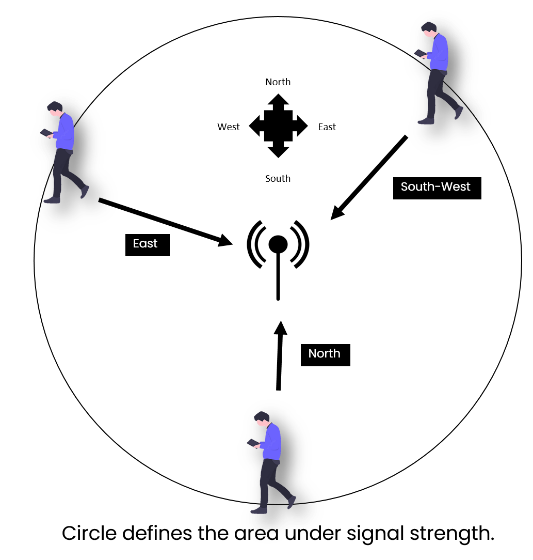 North
West
East
South
South-West
East
North
Circle defines the area under signal strength.